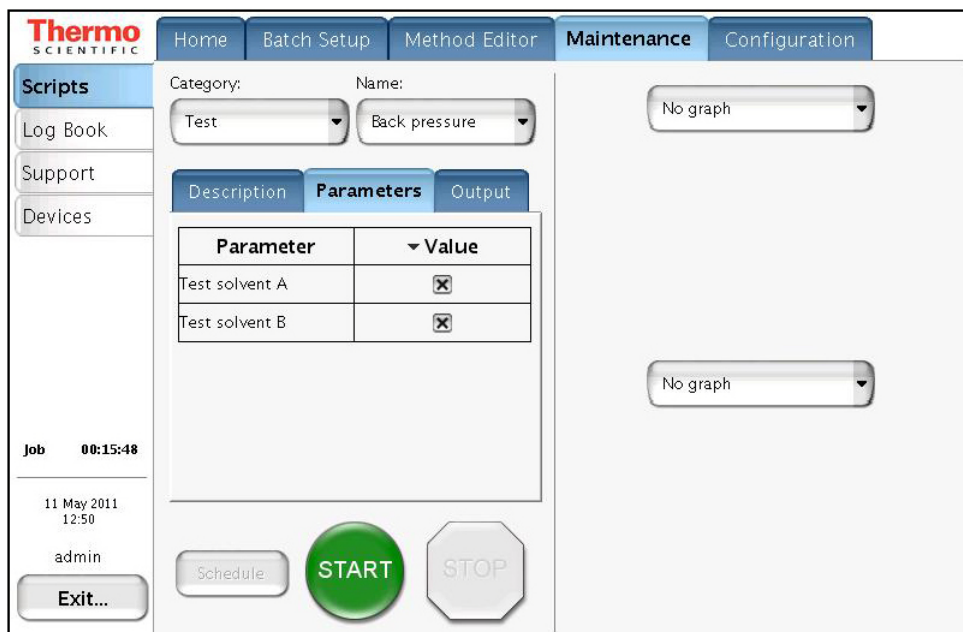 Thermo
SCIENTIFIC
Home
Batch Setup
Method Editor
Maintenance
Configuration
Scripts
Log Book
Support
Devices
Job 00:15:48
11 May 2011
12:50
admin
Exit...
Category:
Name:
Test
Back pressure
Description
Parameters
Output
Parameter
Value
Test solvent A
Test solvent B
Schedule
START
STOP
No graph
No graph